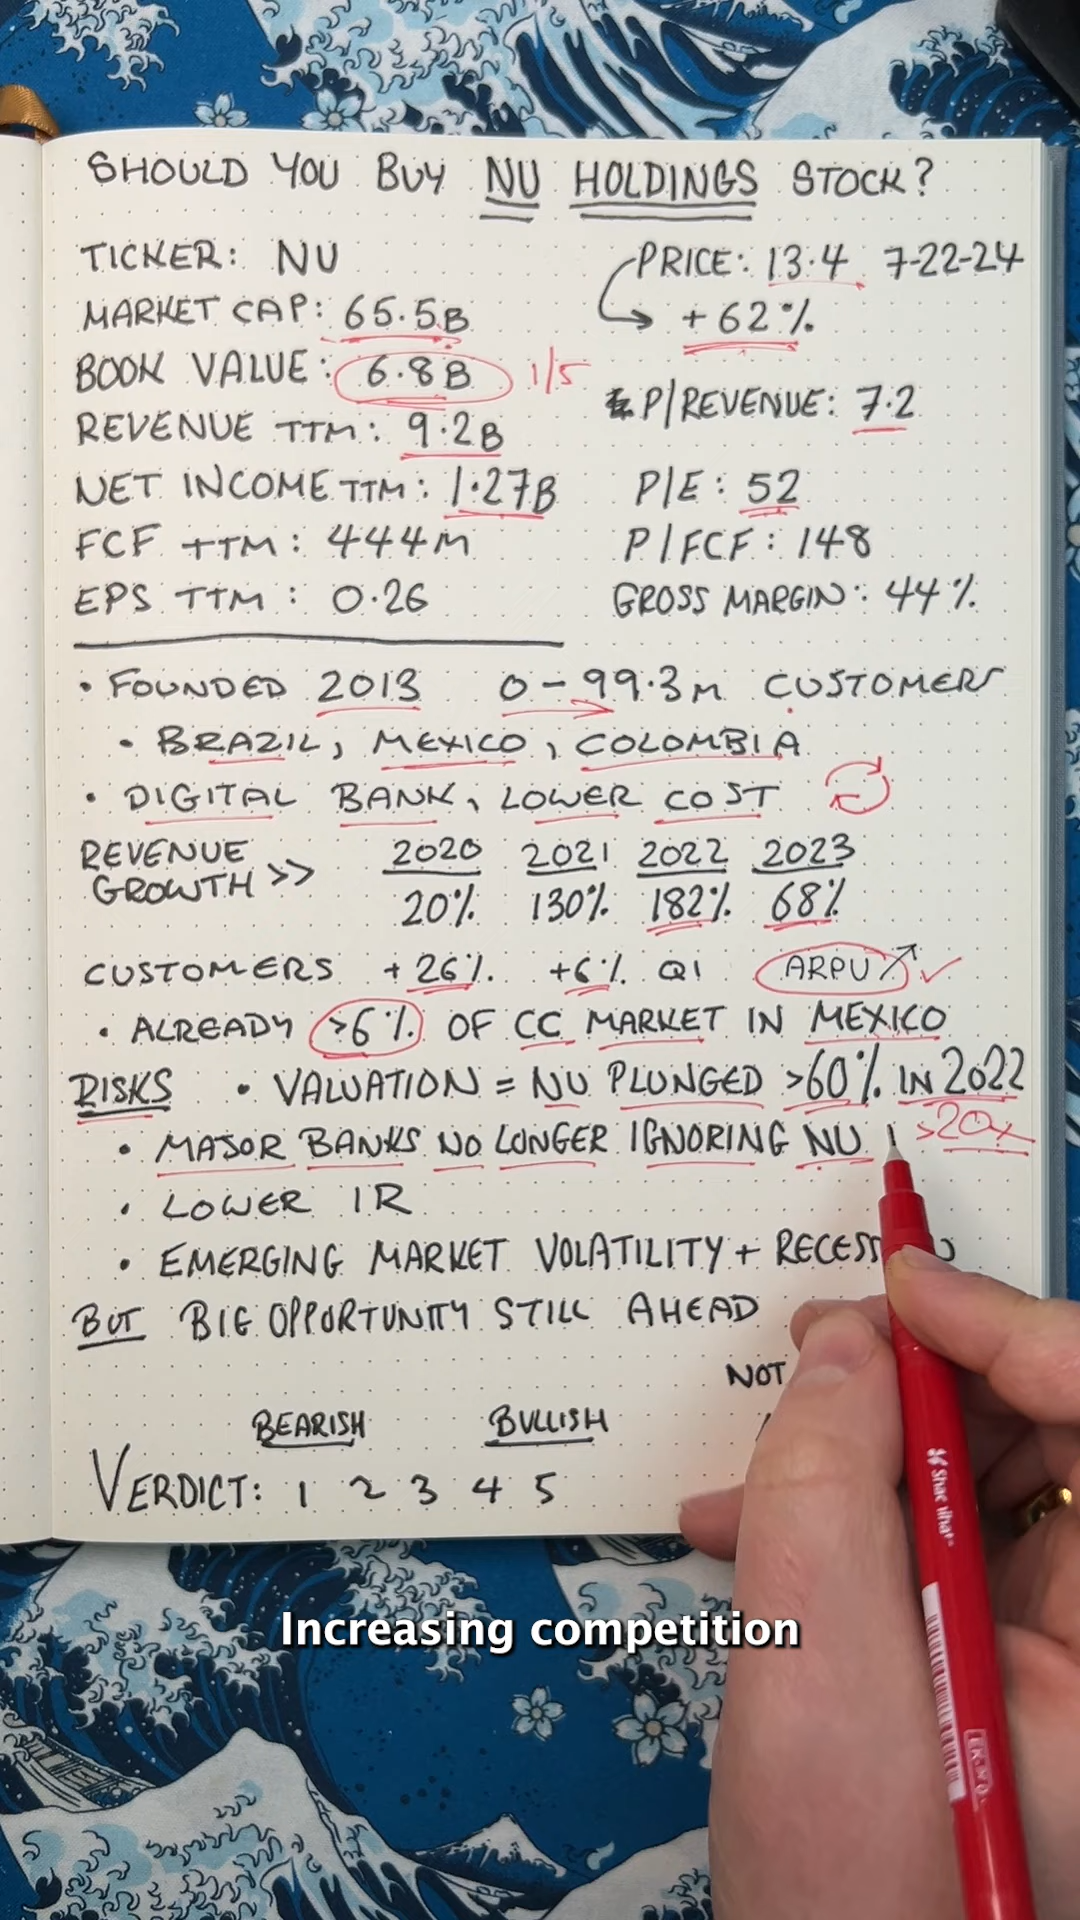 SHOULD YOU BUY NU HOLDINGS STOCK?
TICKER: NU
PRICE: 13.4 7-22-24
MARKET CAP: 65.5B
+62%
BOOK VALUE: 6.8B 1/5
P/REVENUE: 7.2
REVENUE TTM: 9.2B
NET INCOME TTM: 1.27B
P/E: 52
FCF TTM: 444M
P/FCF: 148
EPS TTM: 0.26
GROSS MARGIN: 44%
• FOUNDED 2013 0-99.3M CUSTOMERS
• BRAZIL, MEXICO, COLOMBIA
• DIGITAL BANK, LOWER COST
REVENUE GROWTH >> 2020 2021 2022 2023
20% 130% 182% 68%
CUSTOMERS +26% +6% Q1 ARPU
• ALREADY >6% OF CC MARKET IN MEXICO
RISKS • VALUATION = NU PLUNGED >60% IN 2022
>20x
• MAJOR BANKS NO LONGER IGNORING NU
• LOWER IR
• EMERGING MARKET VOLATILITY +
BUT BIG OPPORTUNITY STILL AHEAD
NOT
BEARISH BULLISH
VERDICT: 1 2 3 4 5
Increasing competition